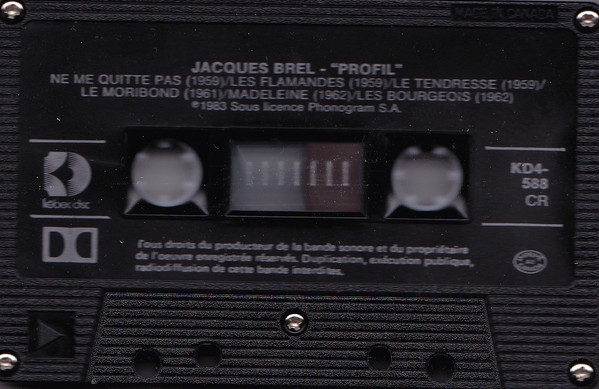 MADE IN CANADA
JACQUES BREL - "PROFIL"
NE ME QUITTE PAS (1959)/LES FLAMANDES (1959)/LE TENDRESSE (1959)/
LE MORIBOND (1961)/MADELEINE (1962)/LES BOURGEOIS (1962)
℗1983 Sous licence Phonogram S.A.
kebec disc
KD4-
588
CR
Tous droits du producteur de la bande sonore et du propriétaire
de l'oeuvre enregistrée réservés. Duplication, exécution publique,
radiodiffusion de cette bande interdites.